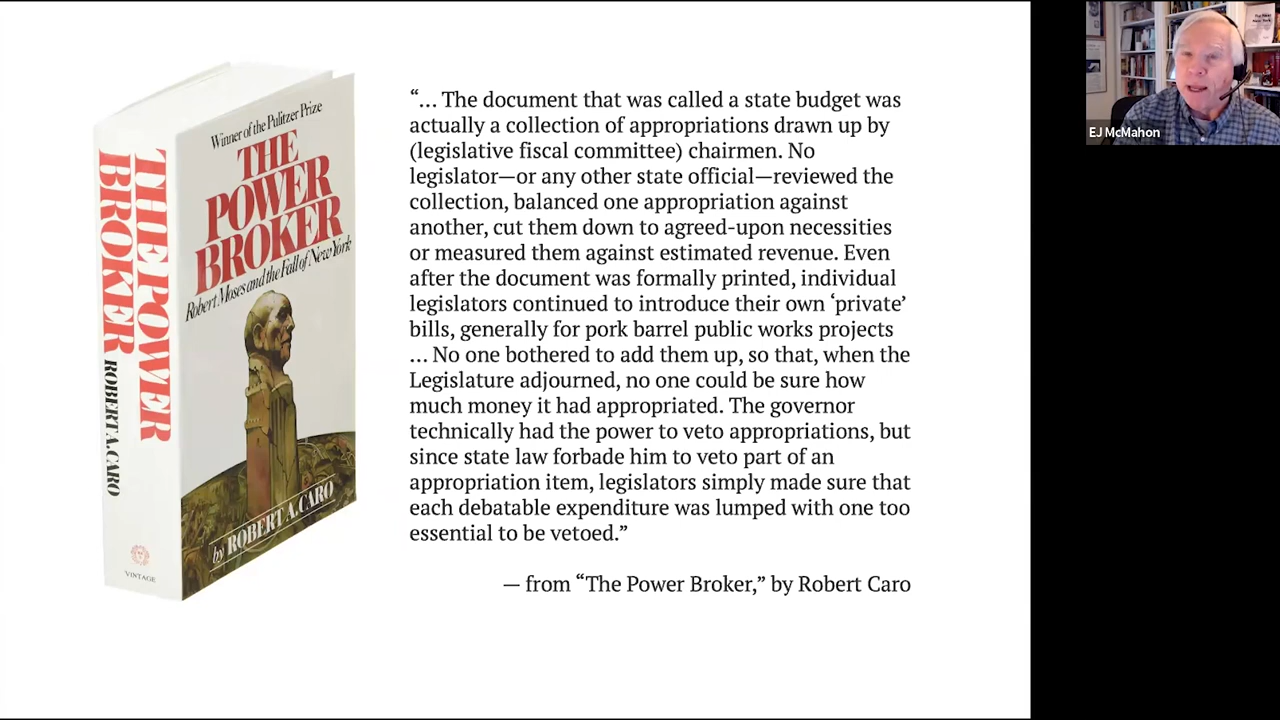 Winner of the Pulitzer Prize
THE
POWER
BROKER
Robert Moses and the Fall of New York
by ROBERT A. CARO
THE POWER
BROKER
ROBERT A. CARO
VINTAGE
“… The document that was called a state budget was
actually a collection of appropriations drawn up by
(legislative fiscal committee) chairmen. No
legislator—or any other state official—reviewed the
collection, balanced one appropriation against
another, cut them down to agreed-upon necessities
or measured them against estimated revenue. Even
after the document was formally printed, individual
legislators continued to introduce their own ‘private’
bills, generally for pork barrel public works projects
… No one bothered to add them up, so that, when the
Legislature adjourned, no one could be sure how
much money it had appropriated. The governor
technically had the power to veto appropriations, but
since state law forbade him to veto part of an
appropriation item, legislators simply made sure that
each debatable expenditure was lumped with one too
essential to be vetoed.”
— from “The Power Broker,” by Robert Caro
EJ McMahon